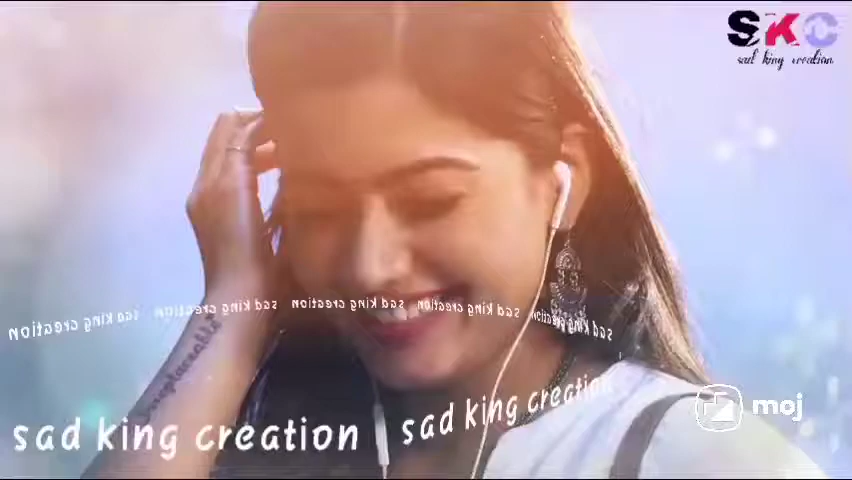 SKC
sad king creation
sad king creation sad king creation sad king creation sad king creation sad king
irreplaceable
sad king creation sad king creation
moj